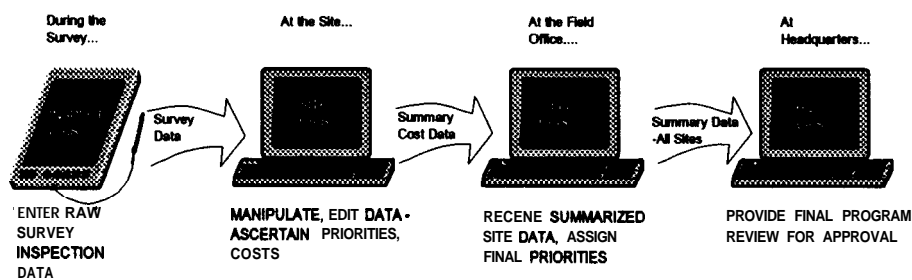 During the
Survey...
At the Site...
At the Field
Office....
At
Headquarters...
Survey
Data
Summary
Cost Data
Summary Data
-All Sites
ENTER RAW
SURVEY
INSPECTION
DATA
MANIPULATE, EDIT DATA -
ASCERTAIN PRIORITIES,
COSTS
RECENE SUMMARIZED
SITE DATA, ASSIGN
FINAL PRIORITIES
PROVIDE FINAL PROGRAM
REVIEW FOR APPROVAL